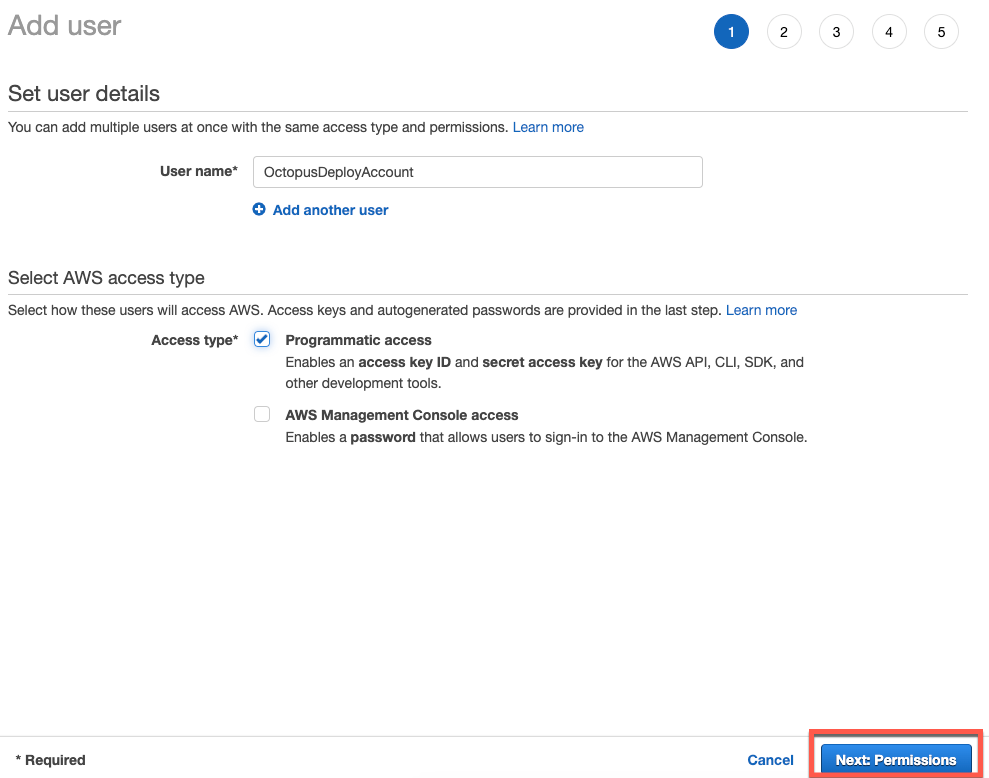 Add user
1 2 3 4 5
Set user details
You can add multiple users at once with the same access type and permissions. Learn more
User name* OctopusDeployAccount
Add another user
Select AWS access type
Select how these users will access AWS. Access keys and autogenerated passwords are provided in the last step. Learn more
Access type* Programmatic access
Enables an access key ID and secret access key for the AWS API, CLI, SDK, and
other development tools.
AWS Management Console access
Enables a password that allows users to sign-in to the AWS Management Console.
* Required Cancel Next: Permissions